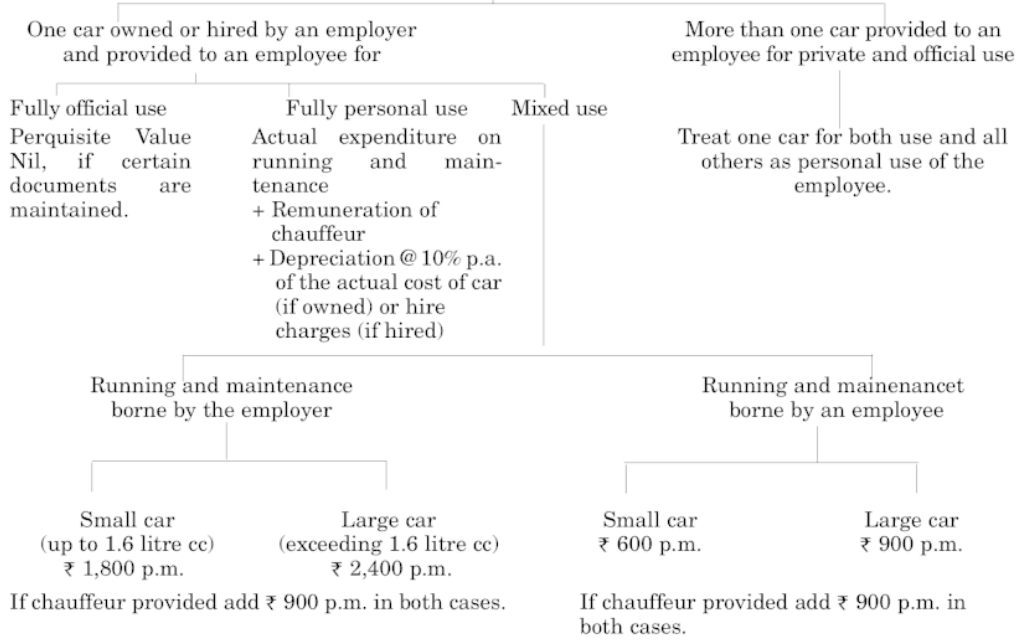 One car owned or hired by an employer
and provided to an employee for
More than one car provided to an
employee for private and official use
Fully official use
Perquisite Value
Nil, if certain
documents are
maintained.
Fully personal use
Actual expenditure on
running and main-
tenance
+ Remuneration of
chauffeur
+ Depreciation @ 10% p.a.
of the actual cost of car
(if owned) or hire
charges (if hired)
Mixed use
Treat one car for both use and all
others as personal use of the
employee.
Running and maintenance
borne by the employer
Running and mainenancet
borne by an employee
Small car
(up to 1.6 litre cc)
₹ 1,800 p.m.
Large car
(exceeding 1.6 litre cc)
₹ 2,400 p.m.
Small car
₹ 600 p.m.
Large car
₹ 900 p.m.
If chauffeur provided add ₹ 900 p.m. in both cases.
If chauffeur provided add ₹ 900 p.m. in
both cases.